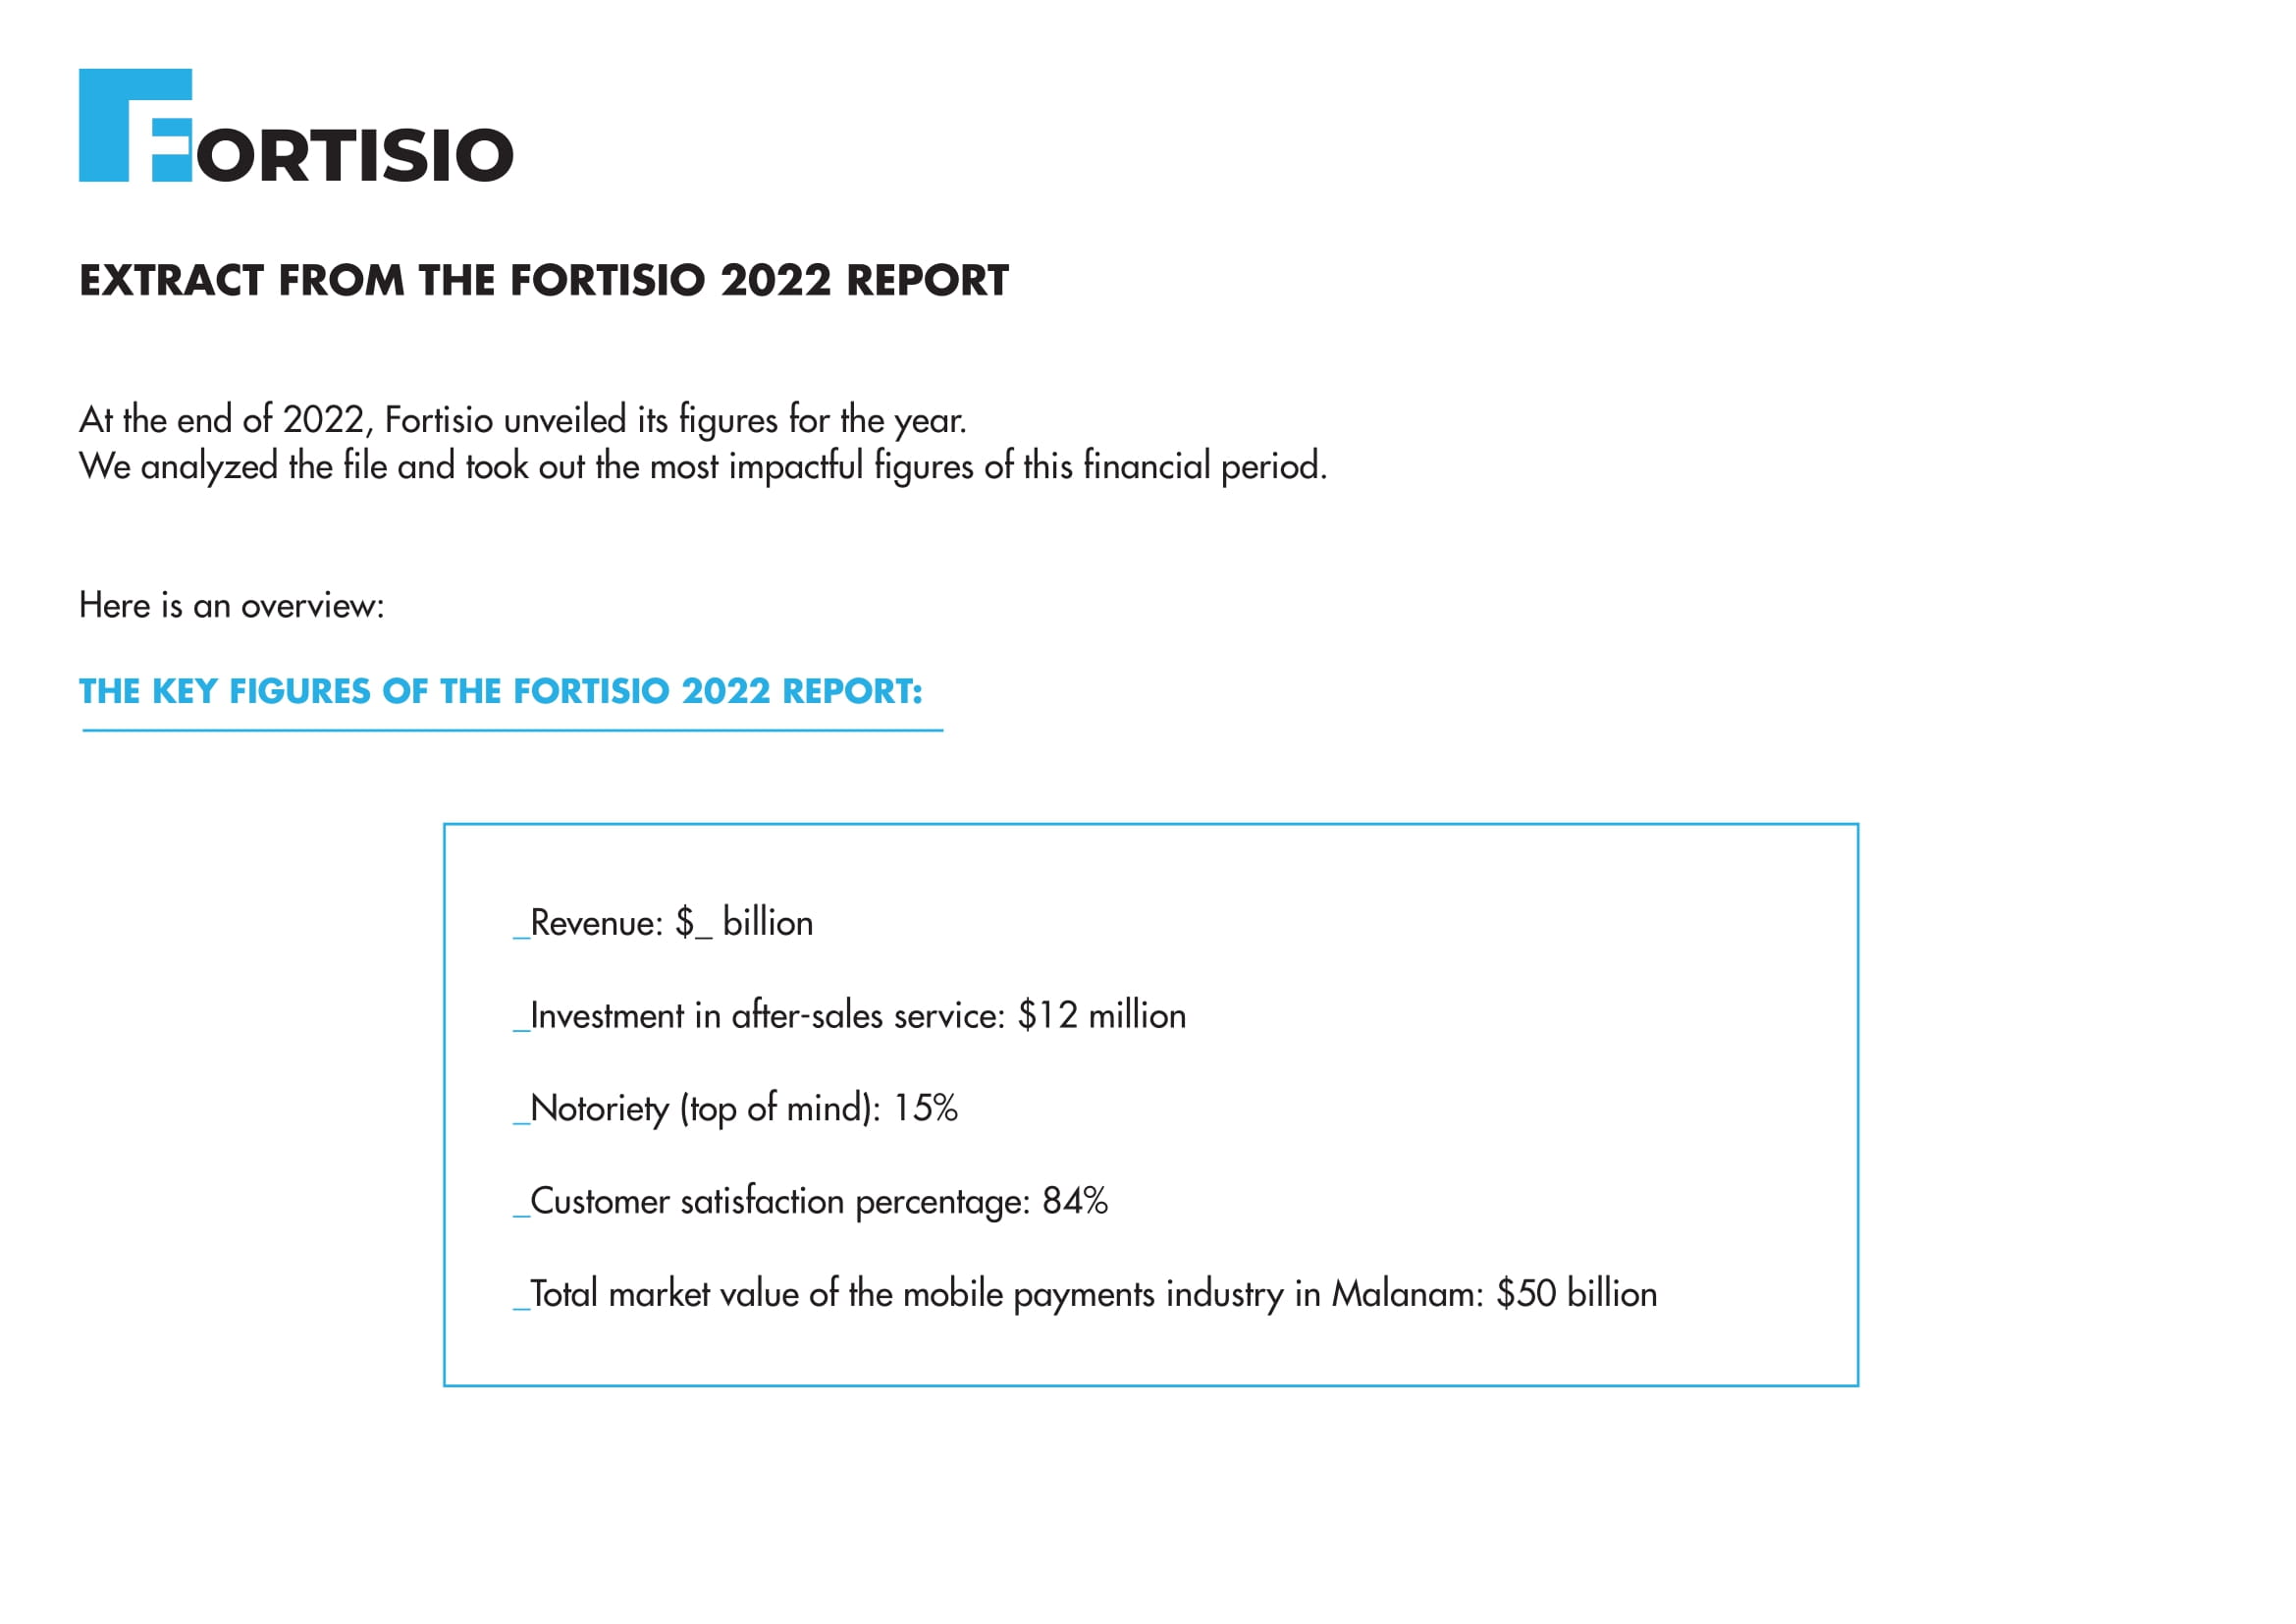 FORTISIO
EXTRACT FROM THE FORTISIO 2022 REPORT
At the end of 2022, Fortisio unveiled its figures for the year.
We analyzed the file and took out the most impactful figures of this financial period.
Here is an overview:
THE KEY FIGURES OF THE FORTISIO 2022 REPORT:
_Revenue: $_ billion
_Investment in after-sales service: $12 million
_Notoriety (top of mind): 15%
_Customer satisfaction percentage: 84%
_Total market value of the mobile payments industry in Malanam: $50 billion